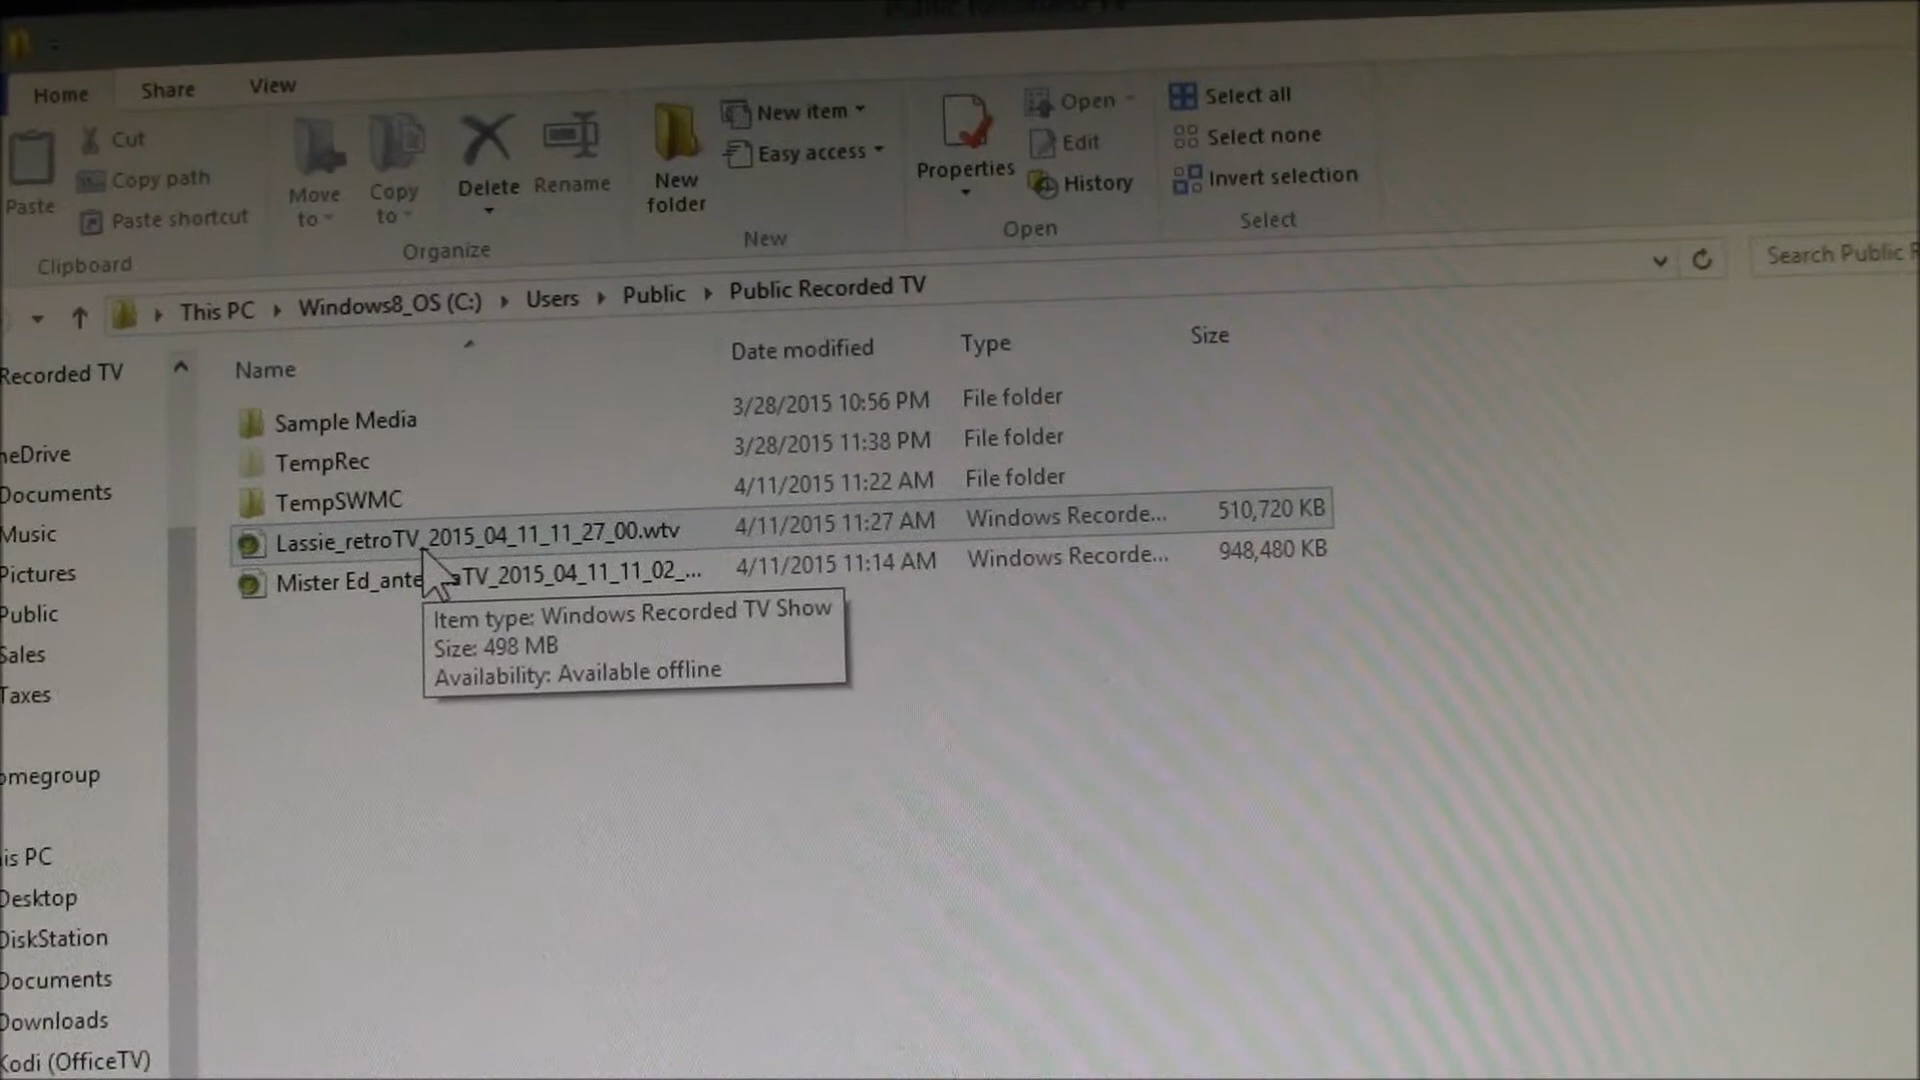 Home Share View
Paste
Cut
Copy path
Paste shortcut
Clipboard
Move to
Copy to
Delete
Rename
Organize
New folder
New item
Easy access
New
Properties
Open
Edit
History
Open
Select all
Select none
Invert selection
Select
This PC Windows8_OS (C:) Users Public Public Recorded TV
Search Public R
Recorded TV
neDrive
Documents
Music
Pictures
Public
Sales
Taxes
omegroup
is PC
Desktop
DiskStation
Documents
Downloads
Kodi (OfficeTV)
Name Date modified Type Size
Sample Media 3/28/2015 10:56 PM File folder
TempRec 3/28/2015 11:38 PM File folder
TempSWMC 4/11/2015 11:22 AM File folder
Lassie_retroTV_2015_04_11_11_27_00.wtv 4/11/2015 11:27 AM Windows Recorde... 510,720 KB
Mister Ed_ante aTV_2015_04_11_11_02_... 4/11/2015 11:14 AM Windows Recorde... 948,480 KB
Item type: Windows Recorded TV Show
Size: 498 MB
Availability: Available offline